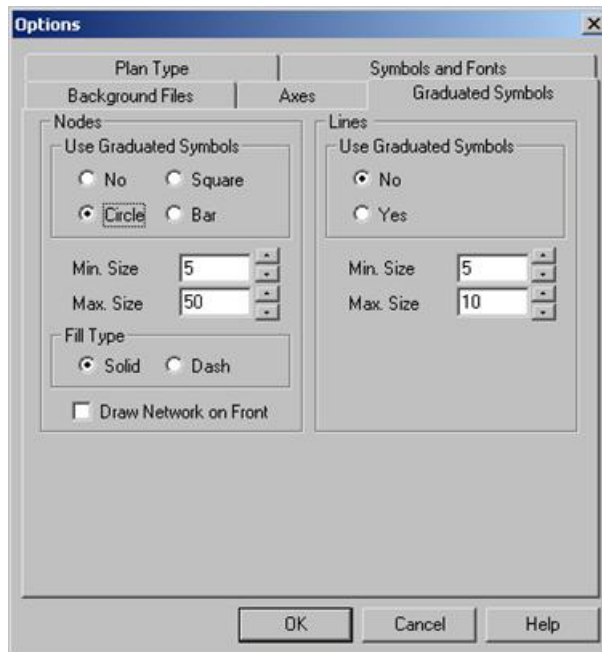 Options
Plan Type
Symbols and Fonts
Background Files
Axes
Graduated Symbols
Nodes
Use Graduated Symbols
No
Square
Circle
Bar
Min. Size
5
Max. Size
50
Fill Type
Solid
Dash
Draw Network on Front
Lines
Use Graduated Symbols
No
Yes
Min. Size
5
Max. Size
10
OK
Cancel
Help